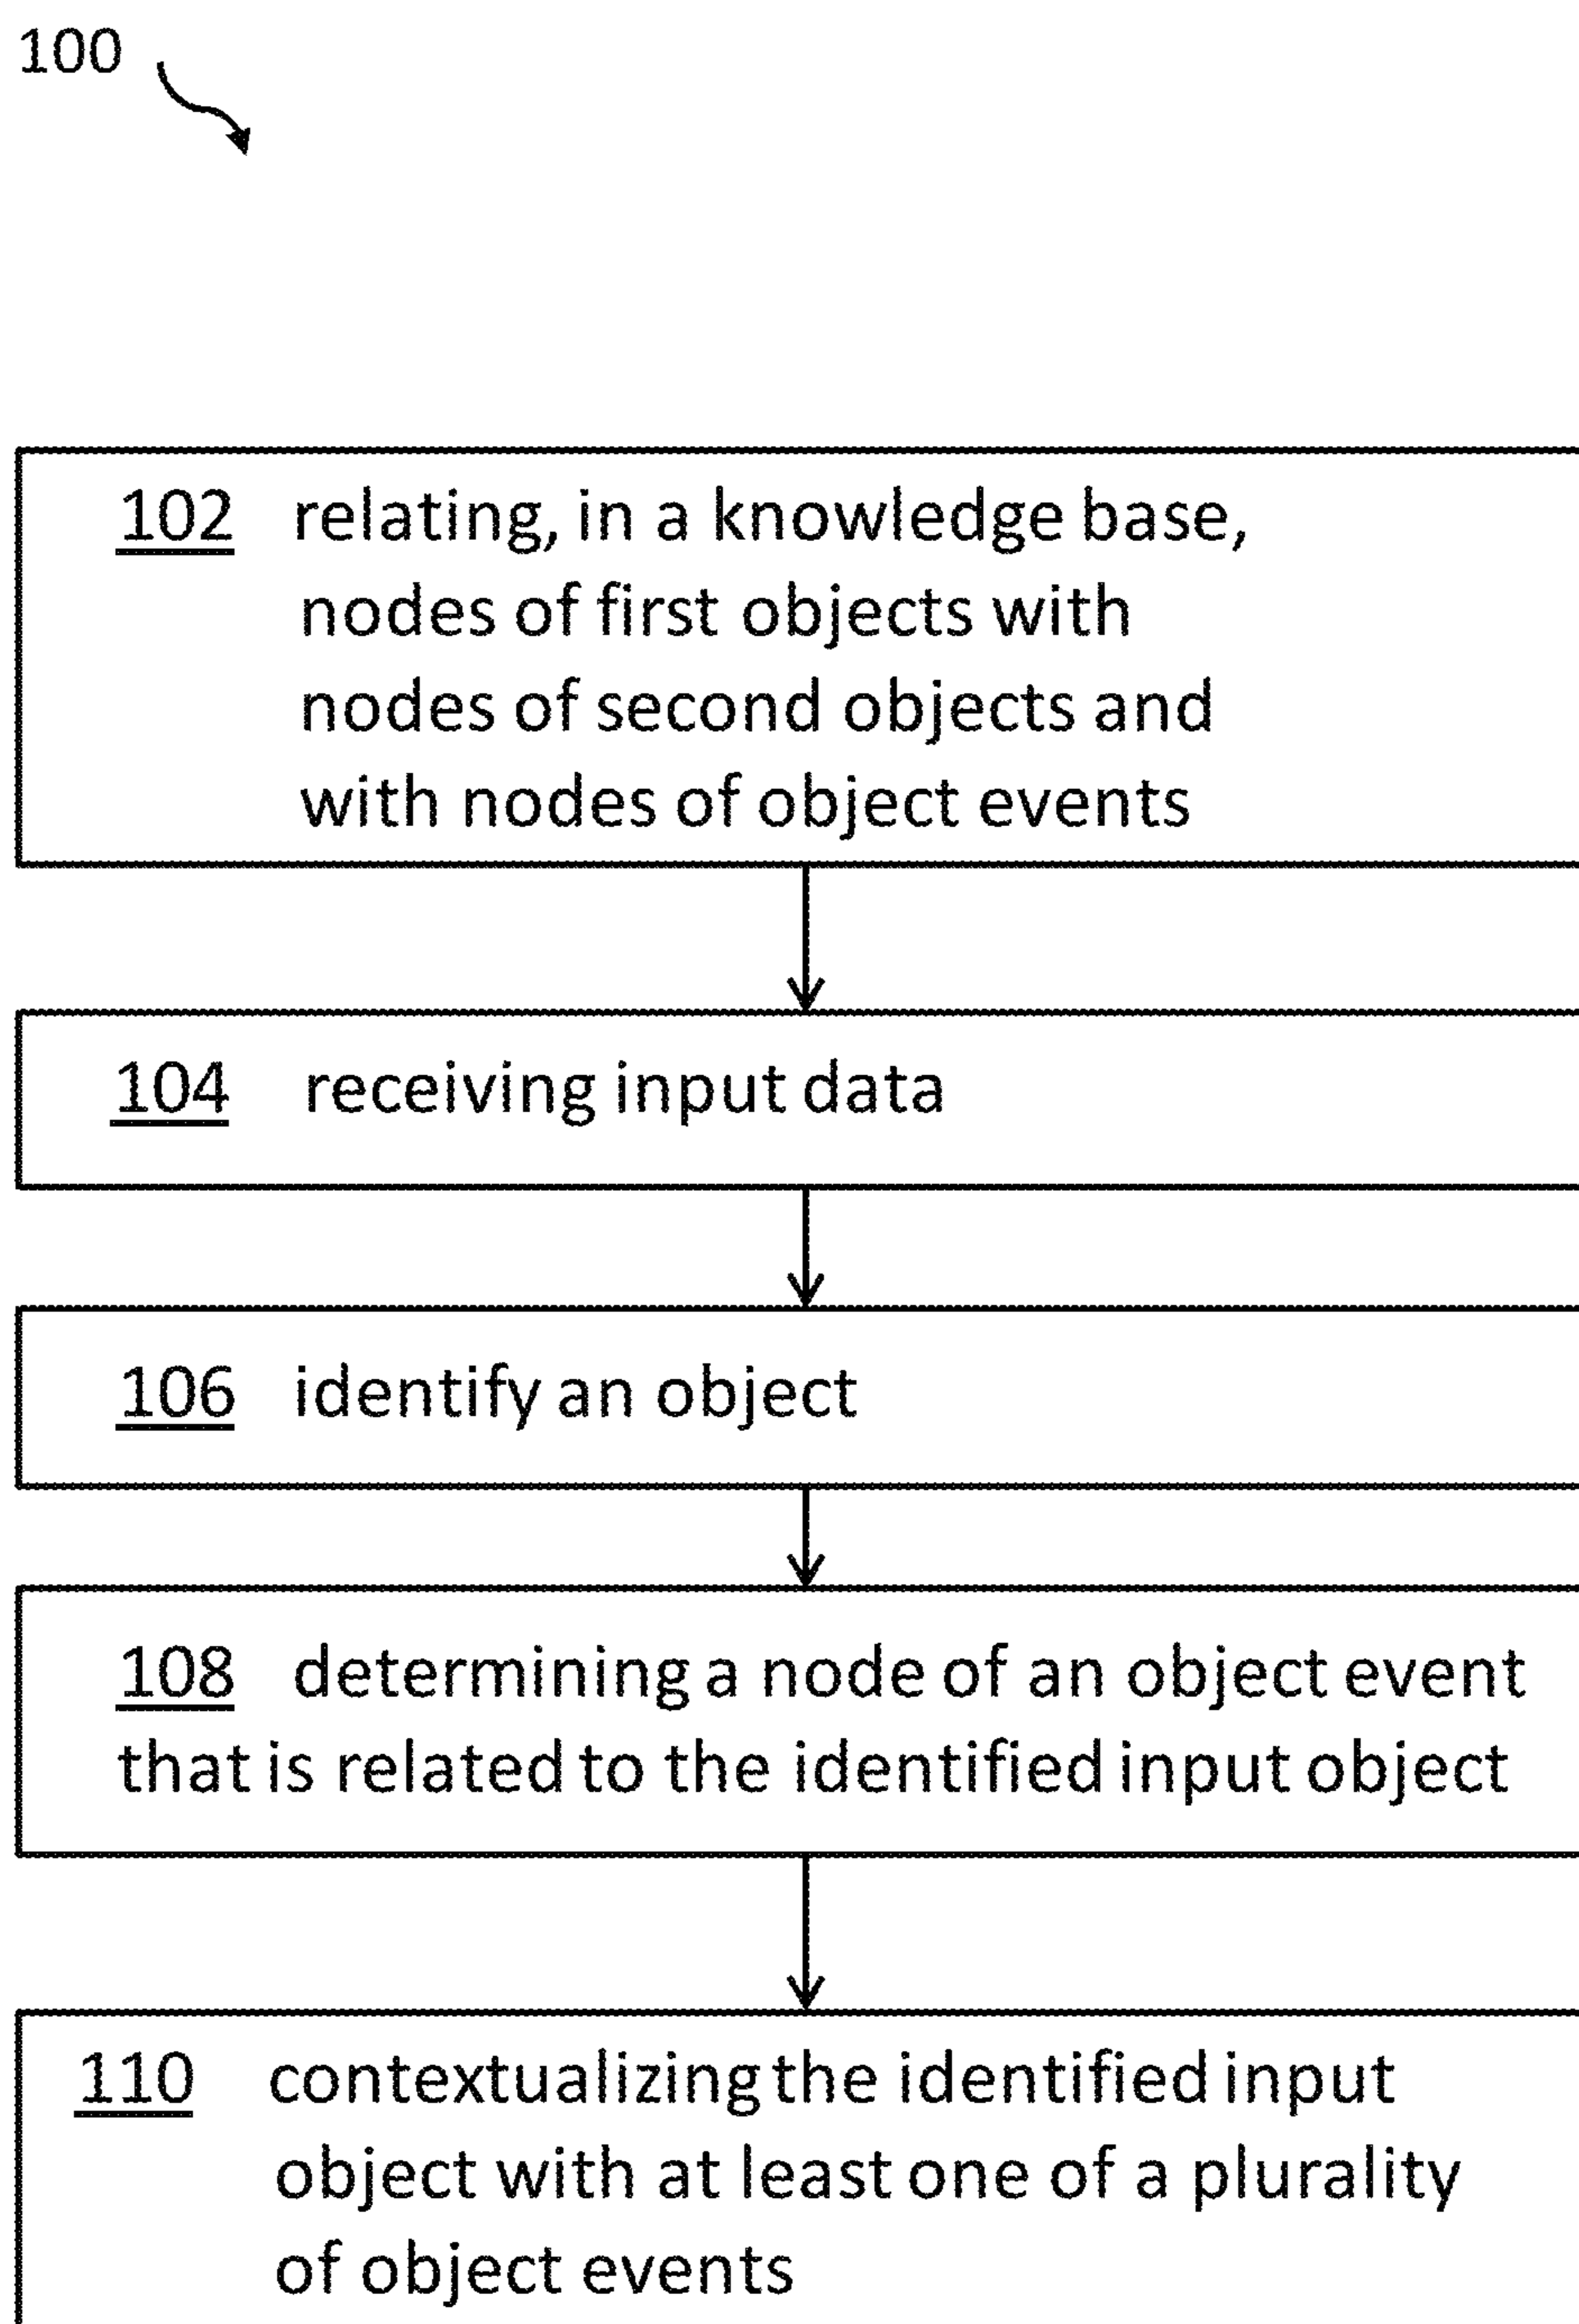 100
102 relating, in a knowledge base,
nodes of first objects with
nodes of second objects and
with nodes of object events
104 receiving input data
106 identify an object
108 determining a node of an object event
that is related to the identified input object
110 contextualizing the identified input
object with at least one of a plurality
of object events